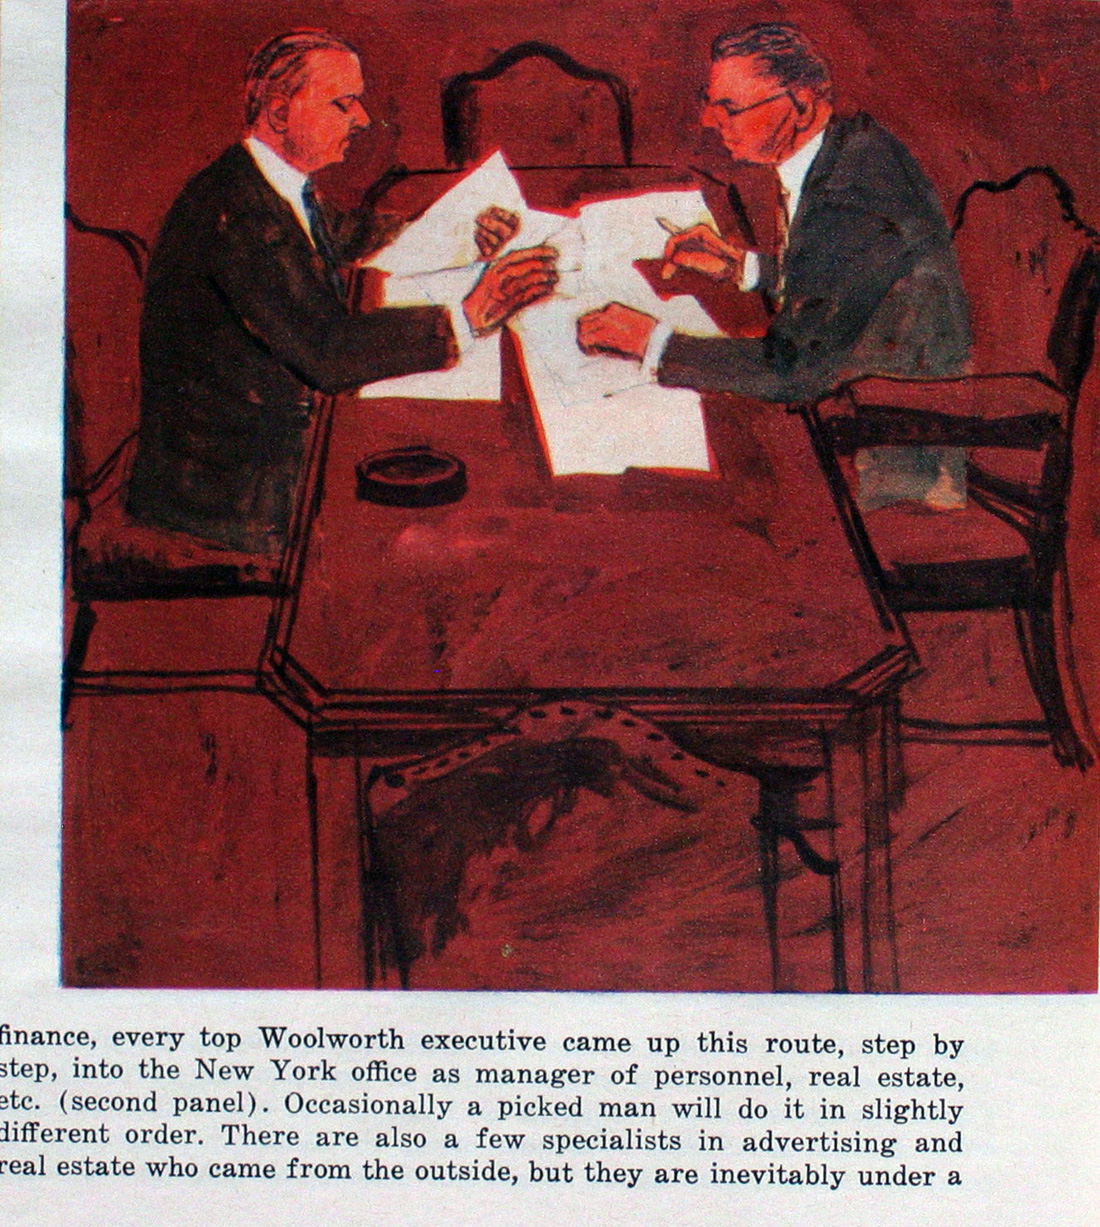 finance, every top Woolworth executive came up this route, step by
step, into the New York office as manager of personnel, real estate,
etc. (second panel). Occasionally a picked man will do it in slightly
different order. There are also a few specialists in advertising and
real estate who came from the outside, but they are inevitably under a